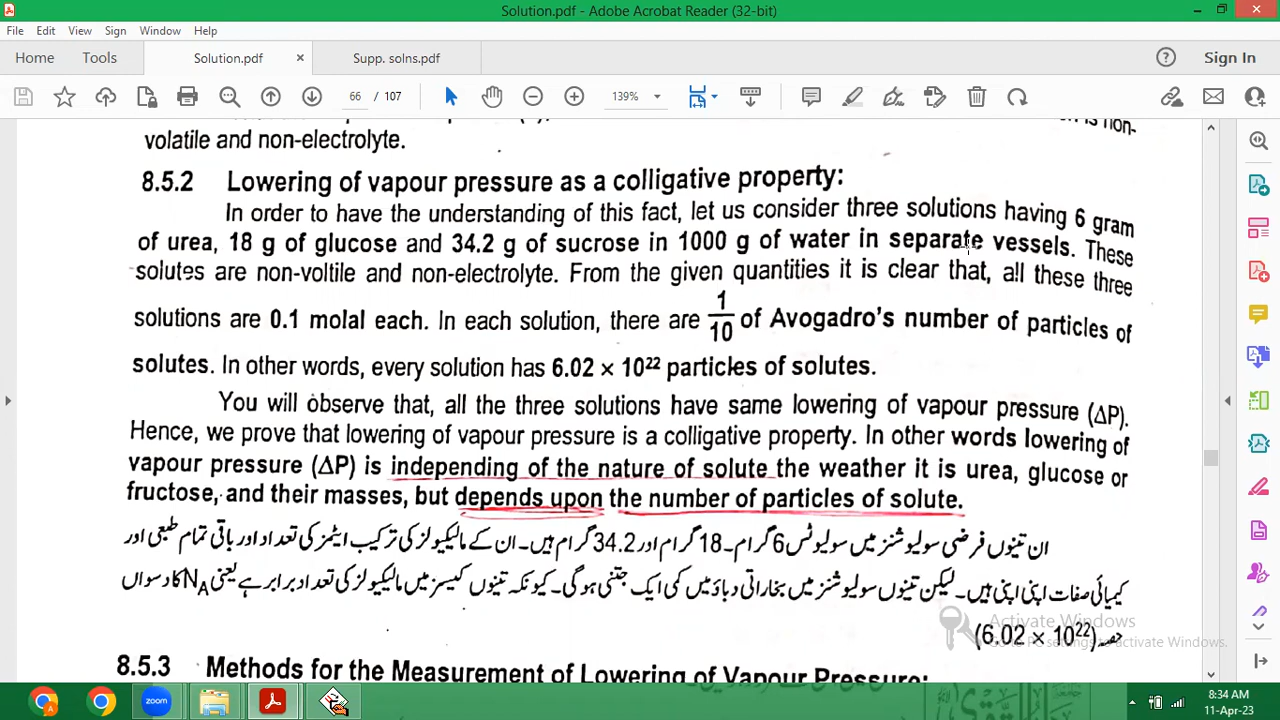 Solution.pdf - Adobe Acrobat Reader (32-bit)
File Edit View Sign Window Help
Home Tools Solution.pdf × Supp. solns.pdf Sign In
66 / 107 139%
volatile and non-electrolyte.
8.5.2 Lowering of vapour pressure as a colligative property:
In order to have the understanding of this fact, let us consider three solutions having 6 gram
of urea, 18 g of glucose and 34.2 g of sucrose in 1000 g of water in separate vessels. These
solutes are non-voltile and non-electrolyte. From the given quantities it is clear that, all these three
solutions are 0.1 molal each. In each solution, there are 1/10 of Avogadro's number of particles of
solutes. In other words, every solution has 6.02 × 10²² particles of solutes.
You will observe that, all the three solutions have same lowering of vapour pressure (ΔP).
Hence, we prove that lowering of vapour pressure is a colligative property. In other words lowering of
vapour pressure (ΔP) is independing of the nature of solute the weather it is urea, glucose or
fructose, and their masses, but depends upon the number of particles of solute.
ان تینوں فرضی سولیوشنز میں سولیوٹس 6 گرام۔ 18 گرام اور 34.2 گرام ہیں۔ ان کے مالیکیولز کی ترکیب ایٹمز کی تعداد اور باقی تمام طبعی اور
کیمیائی صفات اپنی اپنی ہیں۔ لیکن تینوں سولیوشنز میں بخاراتی دباؤ میں کمی ایک جتنی ہوگی۔ کیونکہ تینوں کیسز میں مالیکیولز کی تعداد برابر ہے یعنی Nᴀ کا دسواں
حصہ (6.02 × 10²²)
Activate Windows
Go to PC settings to activate Windows.
8.5.3 Methods for the Measurement of Lowering of Vapour Pressure:
zoom
8:34 AM
11-Apr-23